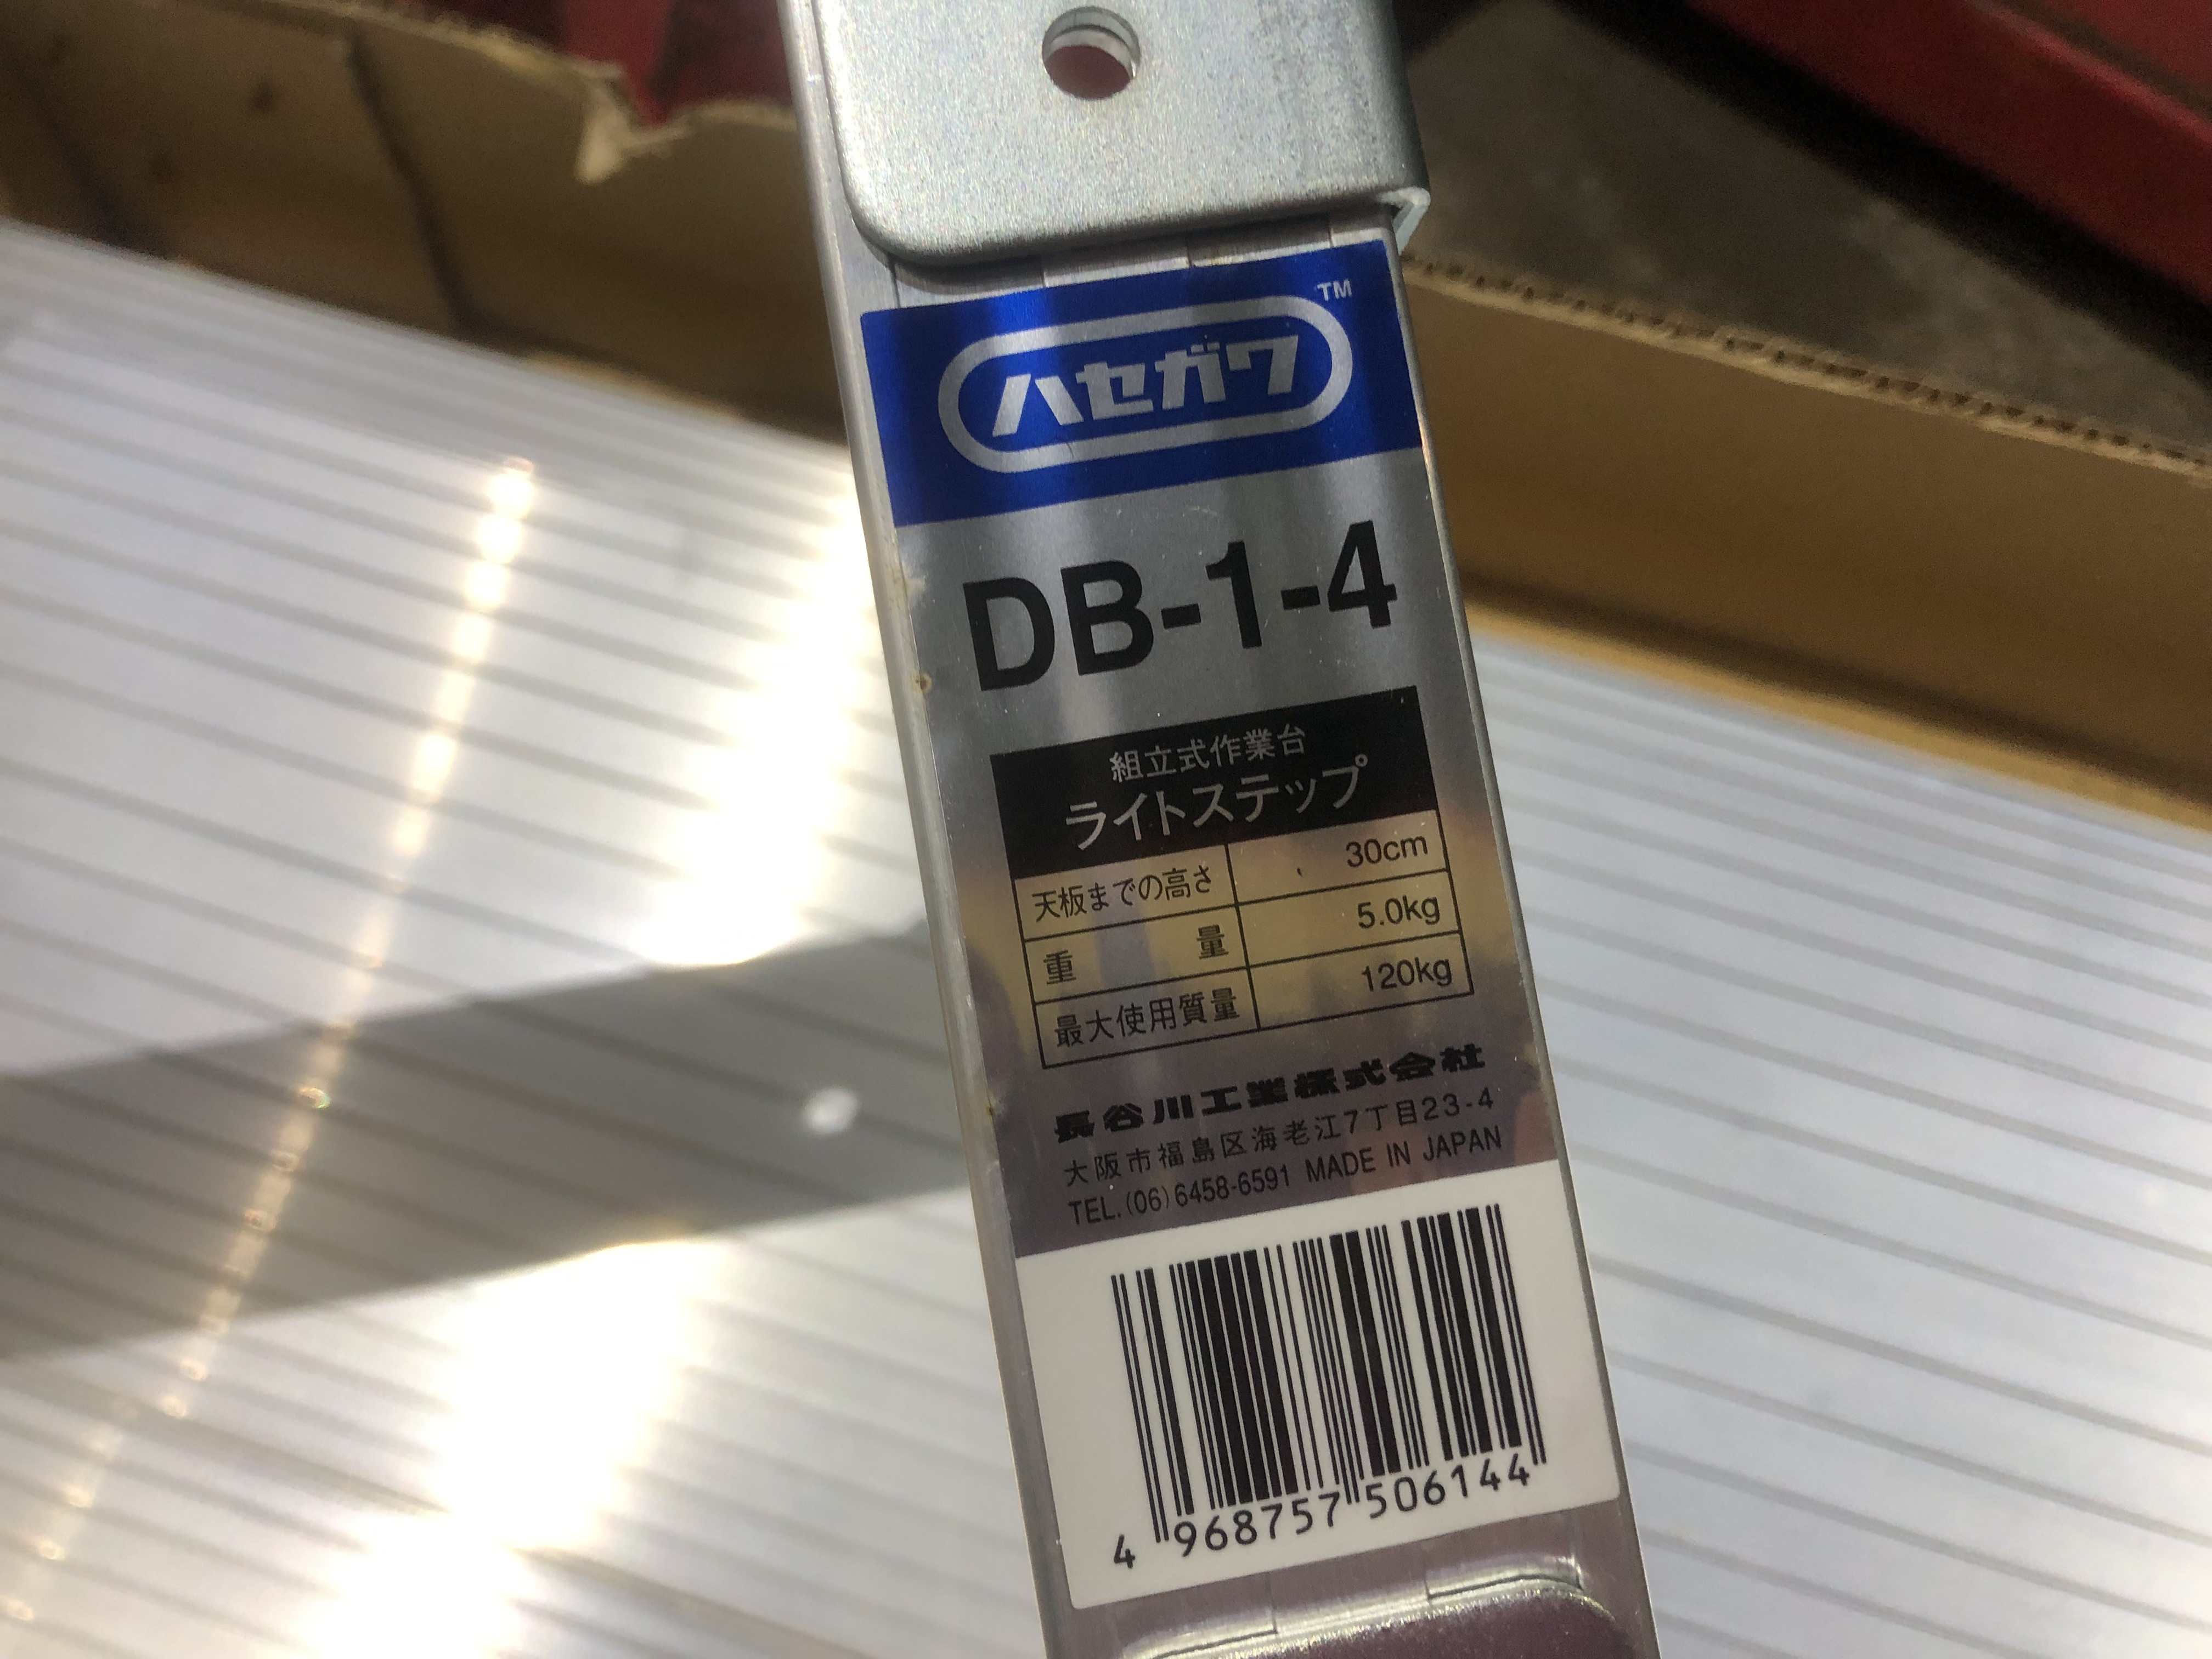 ハセガワ TM
DB-1-4
組立式作業台
ライトステップ
天板までの高さ 30cm
重量 5.0kg
最大使用質量 120kg
長谷川工業株式会社
大阪市福島区海老江7丁目23-4
TEL.(06)6458-6591 MADE IN JAPAN
4 968757 506144